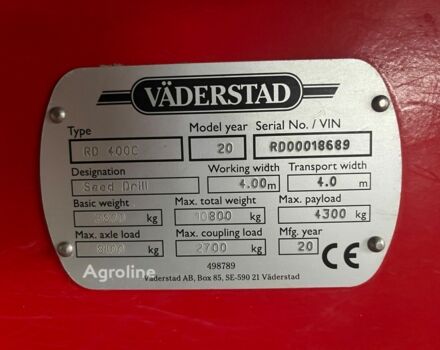 VÄDERSTAD
Type Model year Serial No. / VIN
RD 400C 20 RD00018689
Designation Working width Transport width
Seed Drill 4.00 m 4.0 m
Basic weight Max. total weight Max. payload
kg 10800 kg 4300 kg
Max. axle load Max. coupling load Mfg. year
kg 2700 kg 20 CE
498789
Väderstad AB, Box 85, SE-590 21 Väderstad
Agroline